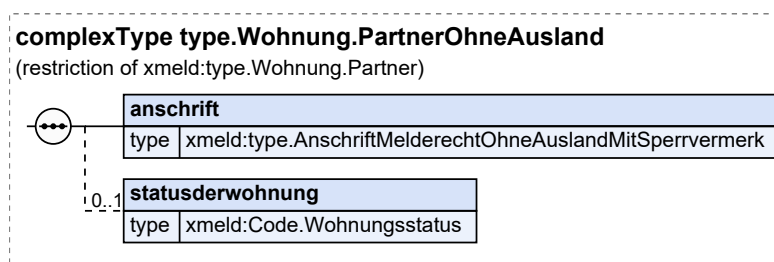 complexType type.Wohnung.PartnerOhneAusland
(restriction of xmeld:type.Wohnung.Partner)
anschrift
type xmeld:type.AnschriftMelderechtOhneAuslandMitSperrvermerk
0..1 statusderwohnung
type xmeld:Code.Wohnungsstatus